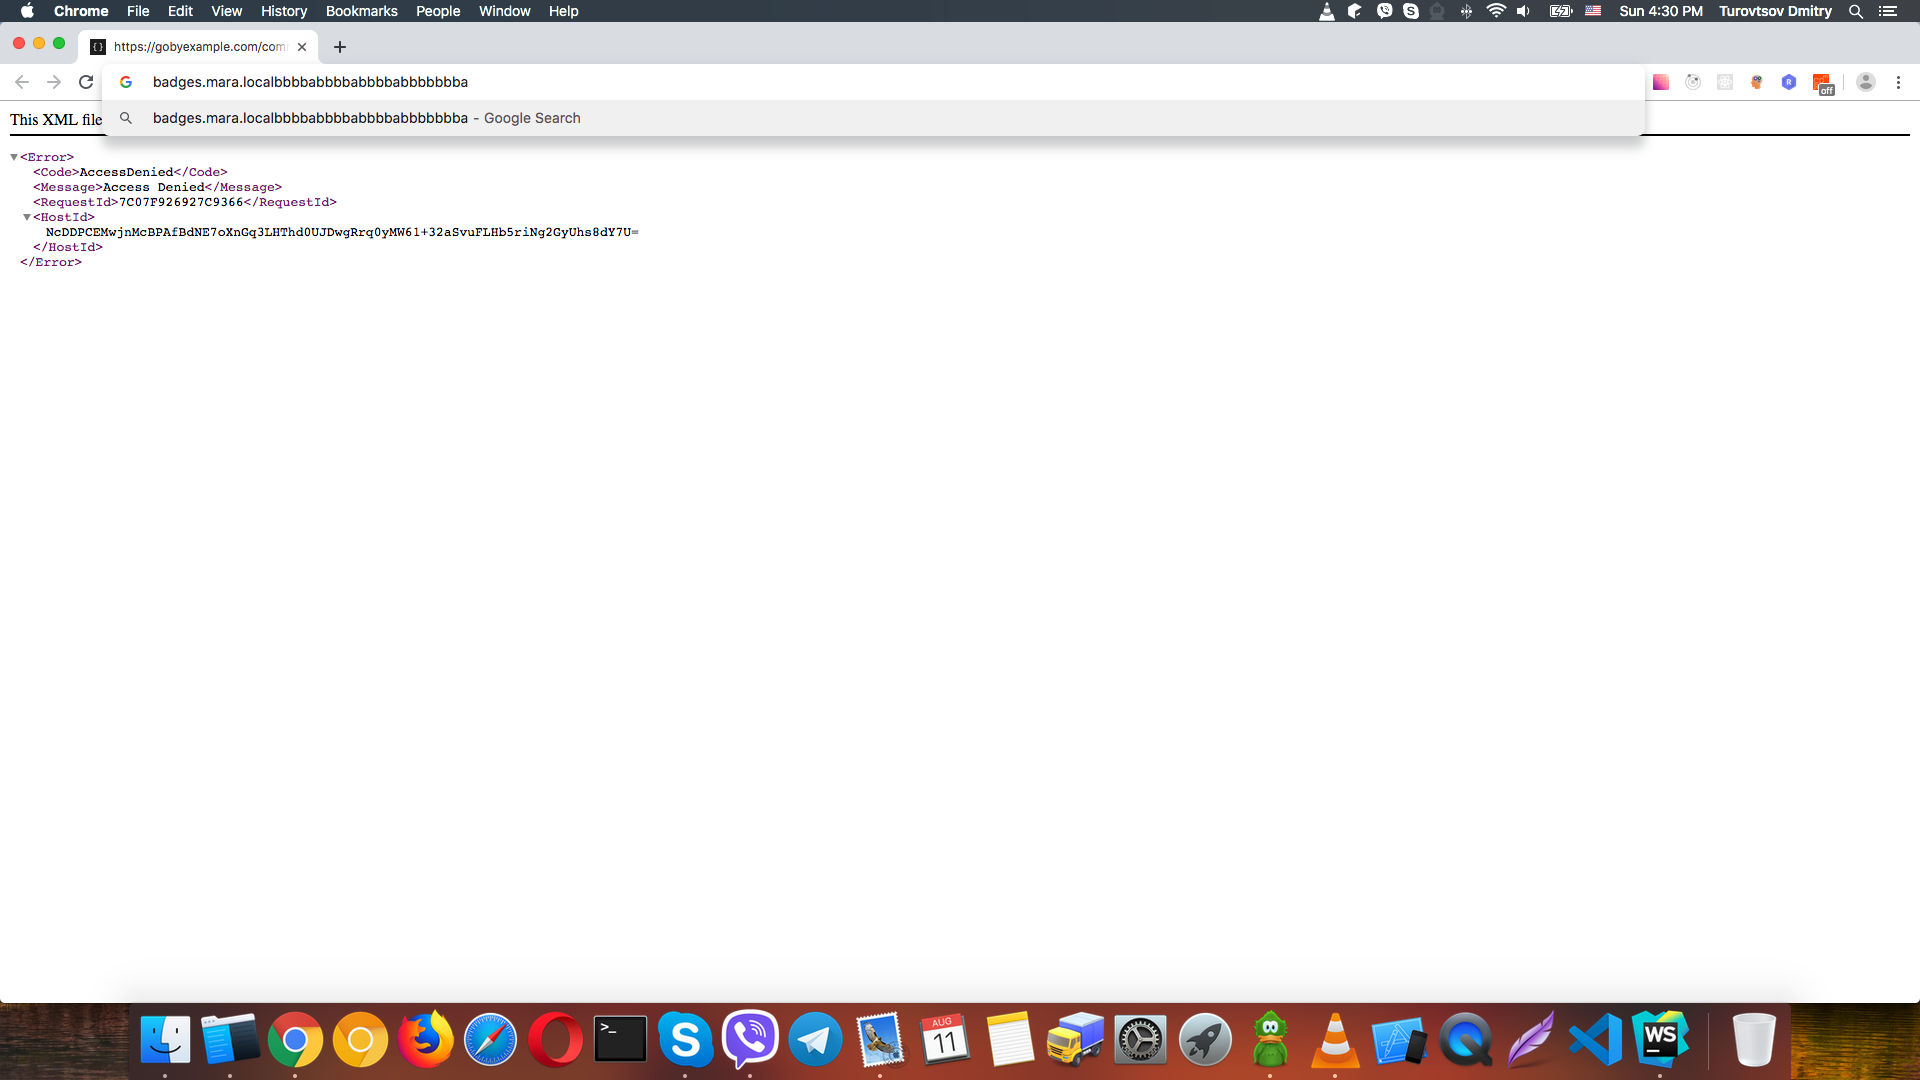 Chrome File Edit View History Bookmarks People Window Help Sun 4:30 PM Turovtsov Dmitry
https://gobyexample.com/com
badges.mara.localbbbbabbbbabbbbabbbbbbba
off
badges.mara.localbbbbabbbbabbbbabbbbbbba - Google Search
This XML file
<Error>
<Code>AccessDenied</Code>
<Message>Access Denied</Message>
<RequestId>7C07F926927C9366</RequestId>
<HostId>
NcDDPCEMwjnMcBPAfBdNE7oXnGq3LHThd0UJDwgRrq0yMW61+32aSvuFLHb5riNg2GyUhs8dY7U=
</HostId>
</Error>
AUG
11
WS